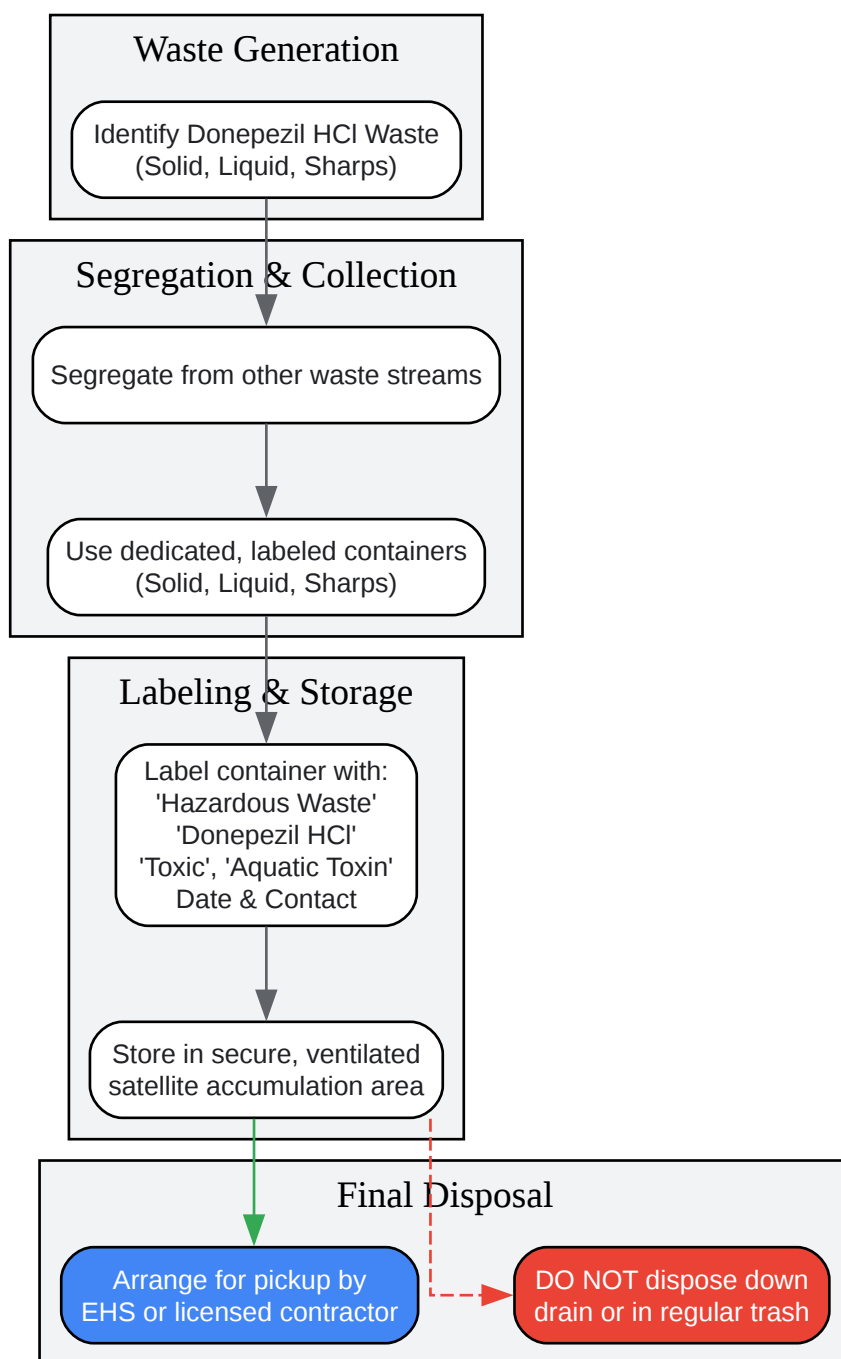 Waste Generation
Identify Donepezil HCl Waste
(Solid, Liquid, Sharps)
Segregation & Collection
Segregate from other waste streams
Use dedicated, labeled containers
(Solid, Liquid, Sharps)
Labeling & Storage
Label container with:
'Hazardous Waste'
'Donepezil HCl'
'Toxic', 'Aquatic Toxin'
Date & Contact
Store in secure, ventilated
satellite accumulation area
Final Disposal
Arrange for pickup by
EHS or licensed contractor
DO NOT dispose down
drain or in regular trash